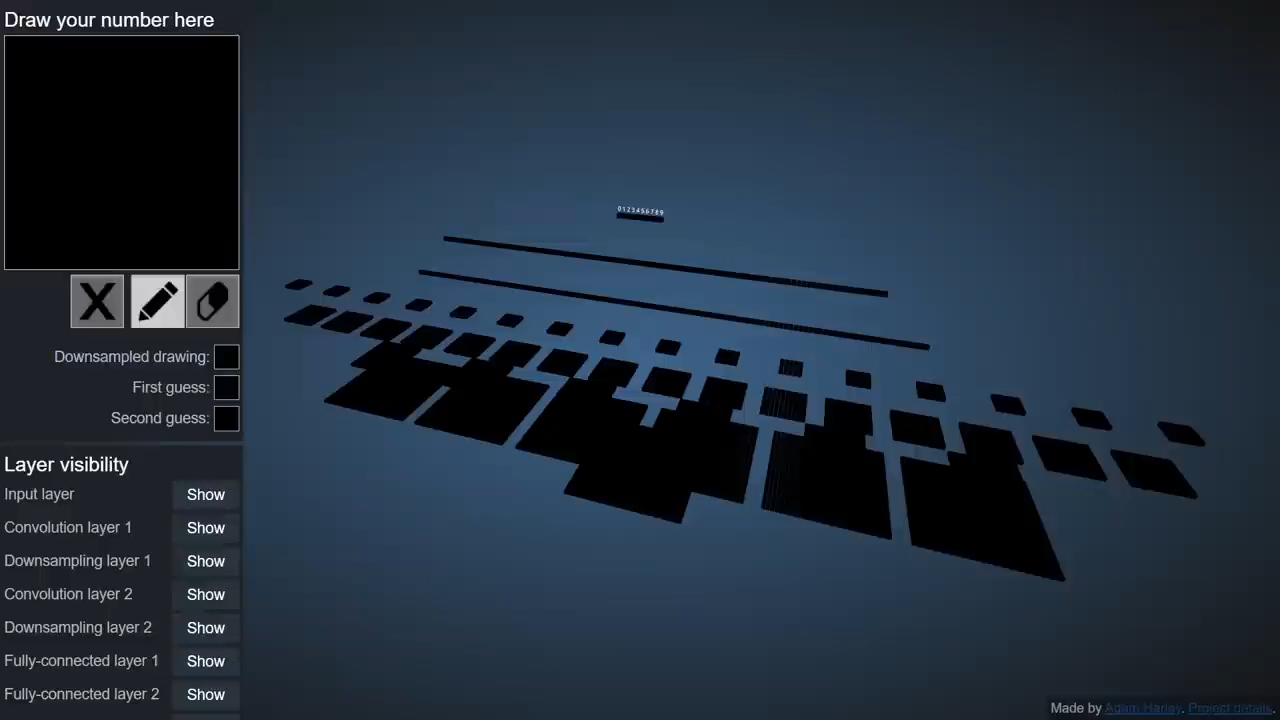 Draw your number here
0123456789
Downsampled drawing:
First guess:
Second guess:
Layer visibility
Input layer Show
Convolution layer 1 Show
Downsampling layer 1 Show
Convolution layer 2 Show
Downsampling layer 2 Show
Fully-connected layer 1 Show
Fully-connected layer 2 Show
Made by Adam Harley. Project details.